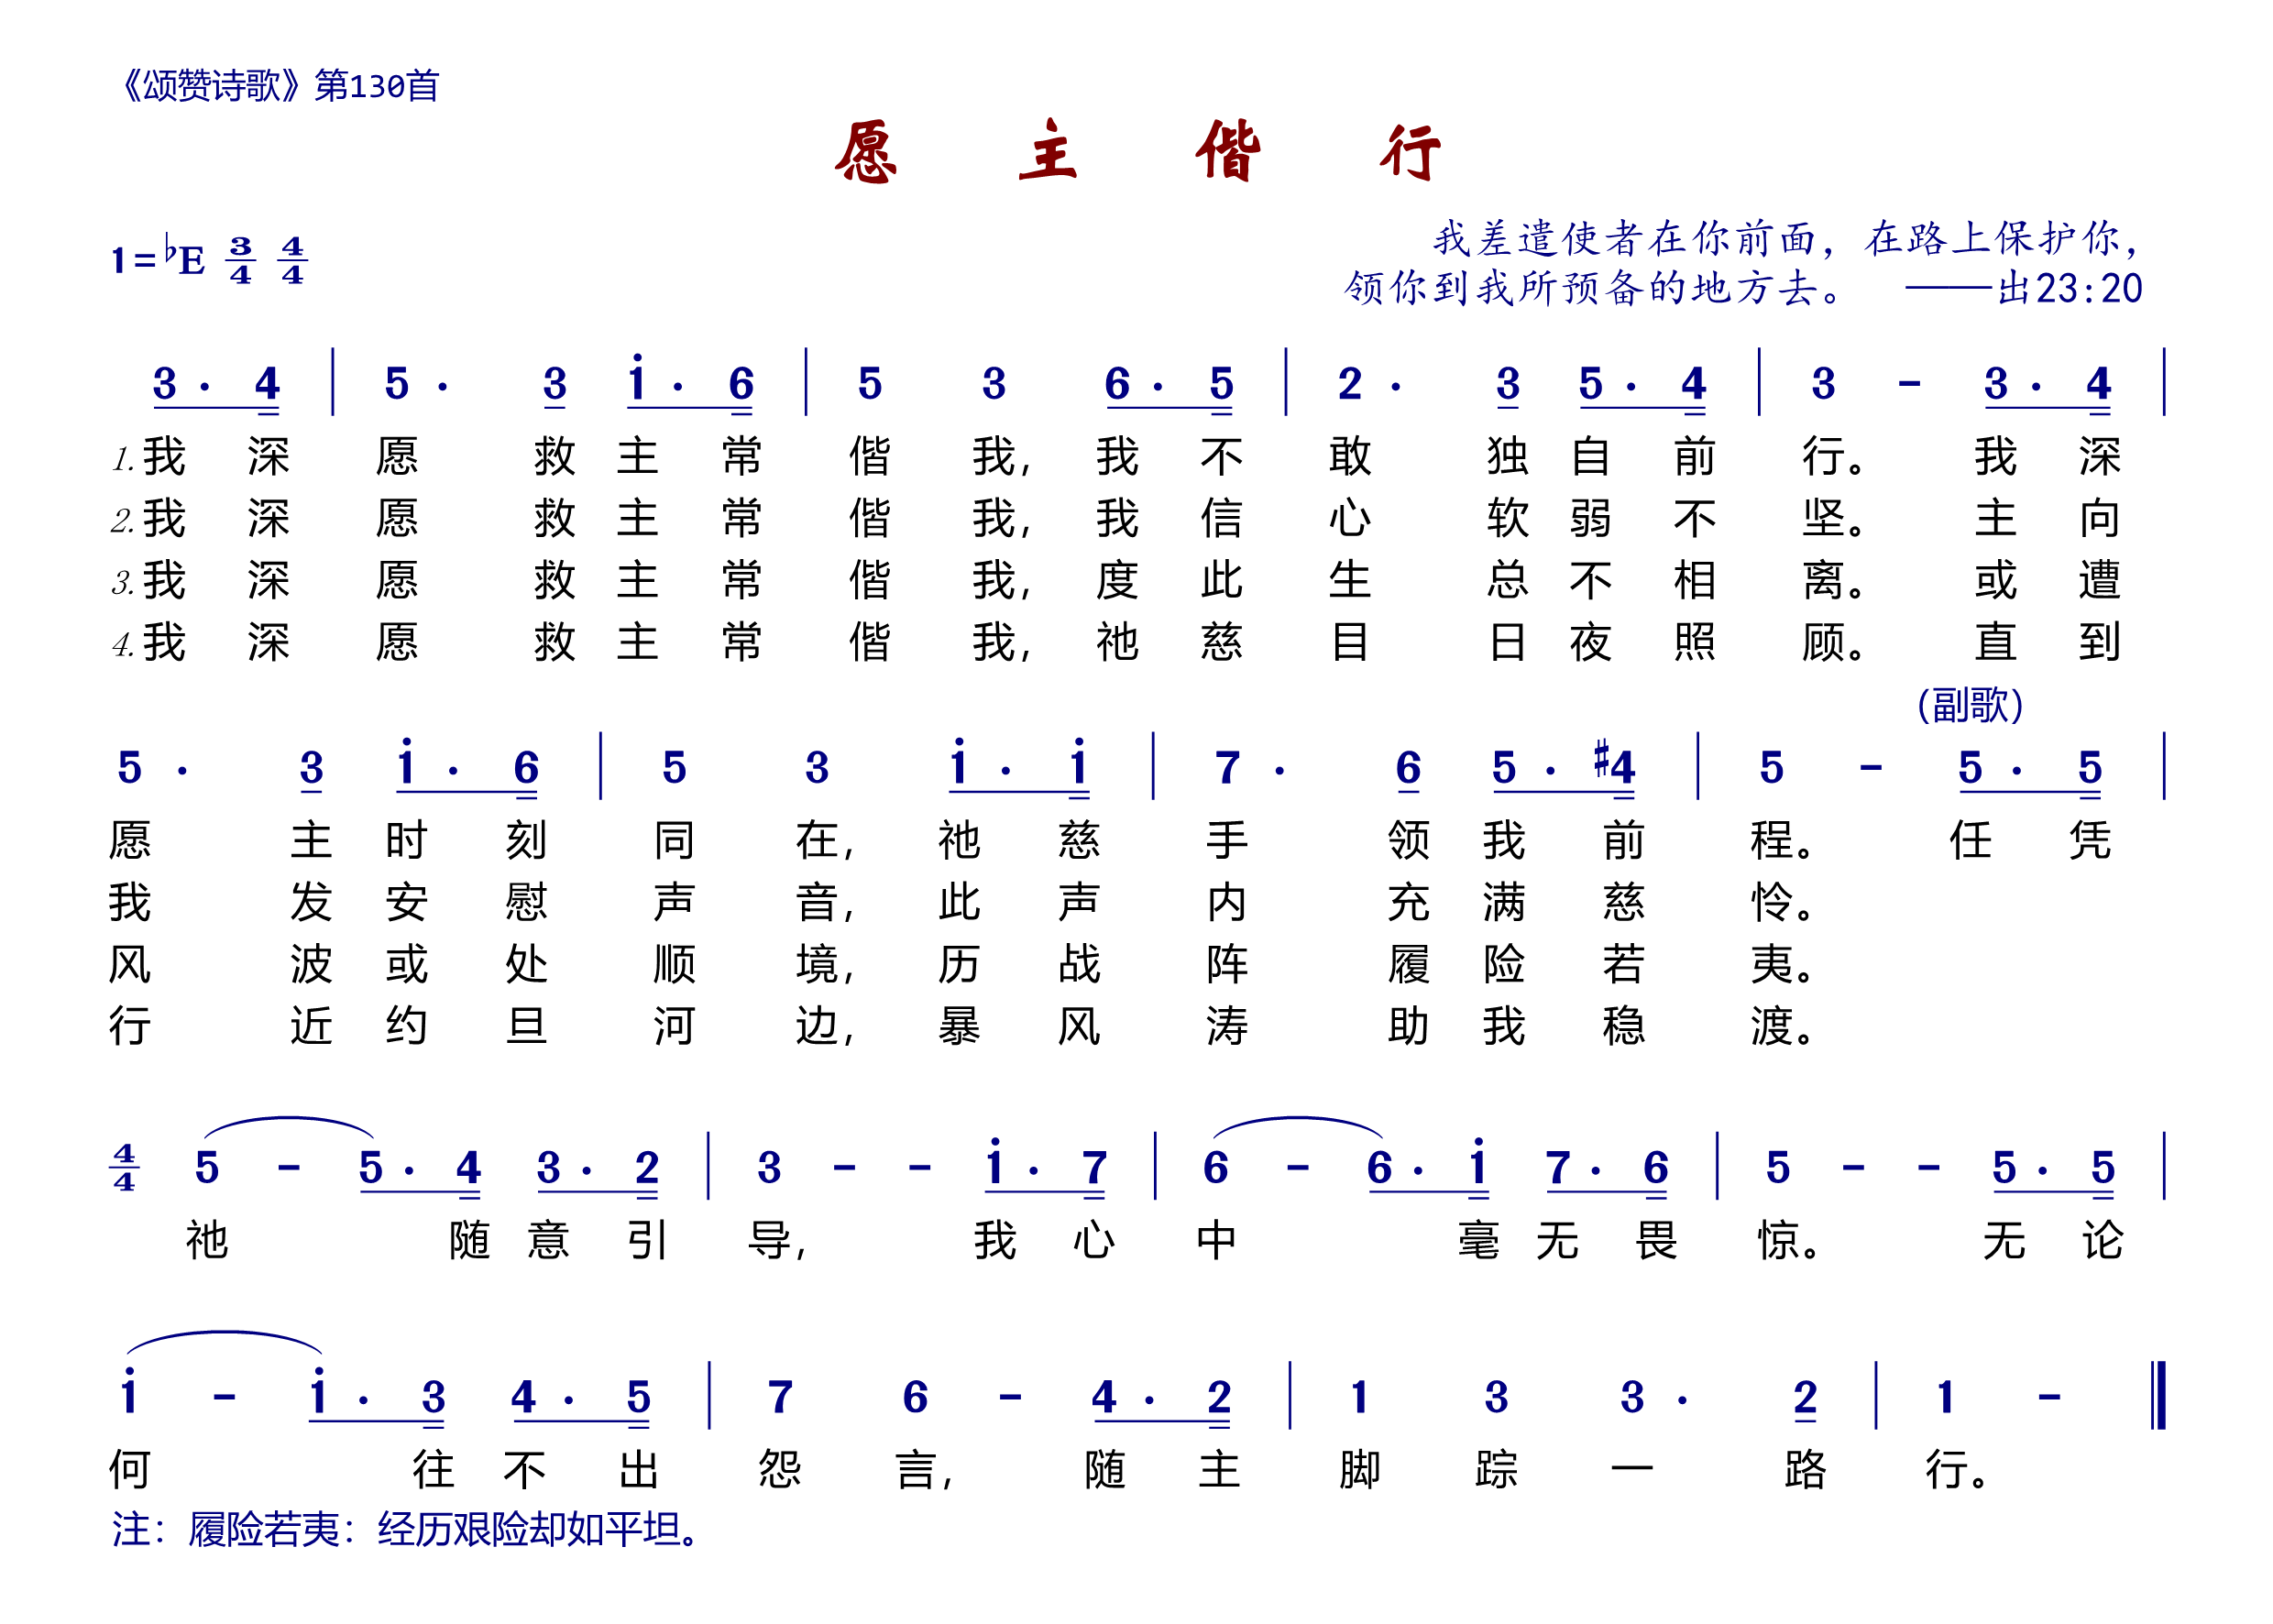 《颂赞诗歌》第130首
愿 主 偕 行
我差遣使者在你前面，在路上保护你，
1=♭E 3/4 4/4
领你到我所预备的地方去。 ——出23:20
3· 4 | 5· 3 i· 6 | 5 3 6· 5 | 2· 3 5· 4 | 3 - 3· 4 |
1.我 深 愿 救 主 常 偕 我， 我 不 敢 独 自 前 行。 我 深
2.我 深 愿 救 主 常 偕 我， 我 信 心 软 弱 不 坚。 主 向
3.我 深 愿 救 主 常 偕 我， 度 此 生 总 不 相 离。 或 遭
4.我 深 愿 救 主 常 偕 我， 祂 慈 目 日 夜 照 顾。 直 到
(副歌)
5· 3 i· 6 | 5 3 i· i | 7· 6 5· #4 | 5 - 5· 5 |
愿 主 时 刻 同 在， 祂 慈 手 领 我 前 程。 任 凭
我 发 安 慰 声 音， 此 声 内 充 满 慈 怜。
风 波 或 处 顺 境， 历 战 阵 履 险 若 夷。
行 近 约 旦 河 边， 暴 风 涛 助 我 稳 渡。
4/4 5 - 5· 4 3· 2 | 3 - - i· 7 | 6 - 6· i 7· 6 | 5 - - 5· 5 |
祂 随 意 引 导， 我 心 中 毫 无 畏 惊。 无 论
i - i· 3 4· 5 | 7 6 - 4· 2 | 1 3 3· 2 | 1 - ‖
何 往 不 出 怨 言， 随 主 脚 踪 一 路 行。
注：履险若夷：经历艰险却如平坦。